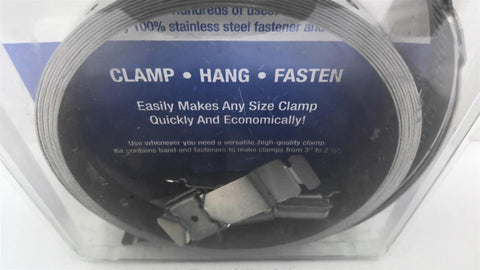 hundreds of uses
100% stainless steel fastener and
CLAMP • HANG • FASTEN
Easily Makes Any Size Clamp
Quickly And Economically!
Use whenever you need a versatile, high-quality clamp.
Kit contains band and fasteners to make clamps from 3" to 2